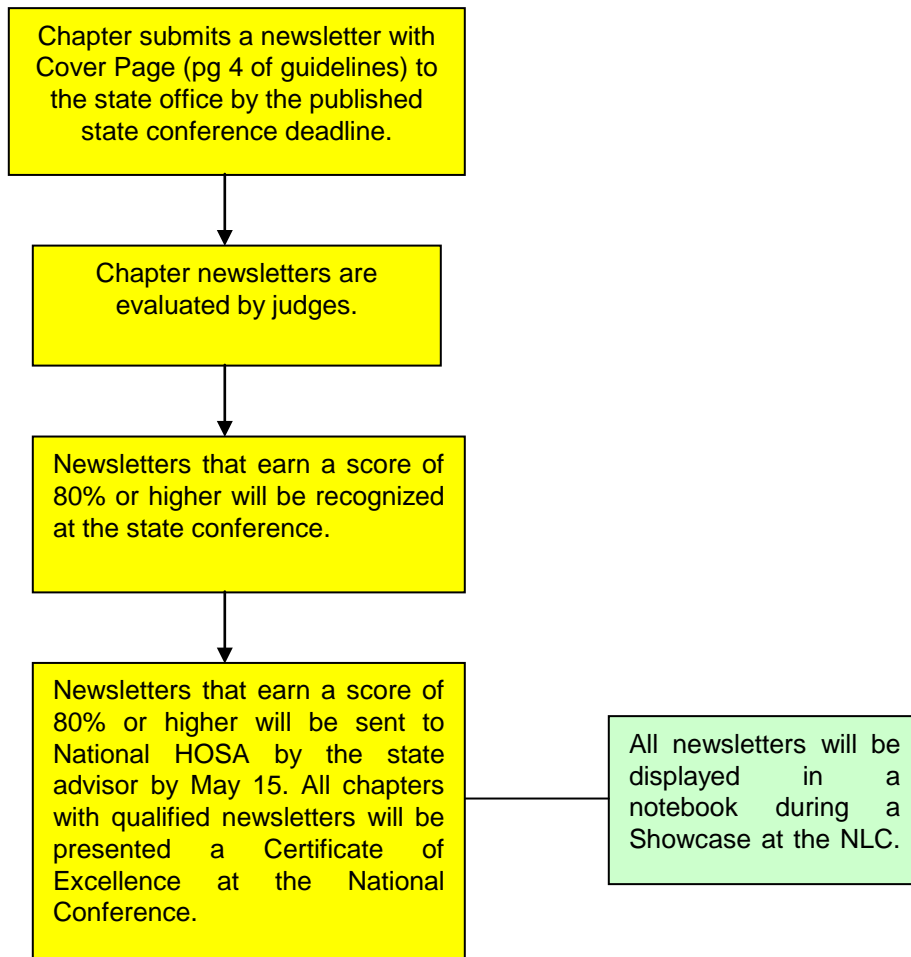 Chapter submits a newsletter with
Cover Page (pg 4 of guidelines) to
the state office by the published
state conference deadline.
Chapter newsletters are
evaluated by judges.
Newsletters that earn a score of
80% or higher will be recognized
at the state conference.
Newsletters that earn a score of
80% or higher will be sent to
National HOSA by the state
advisor by May 15. All chapters
with qualified newsletters will be
presented a Certificate of
Excellence at the National
Conference.
All newsletters will be
displayed in a
notebook during a
Showcase at the NLC.